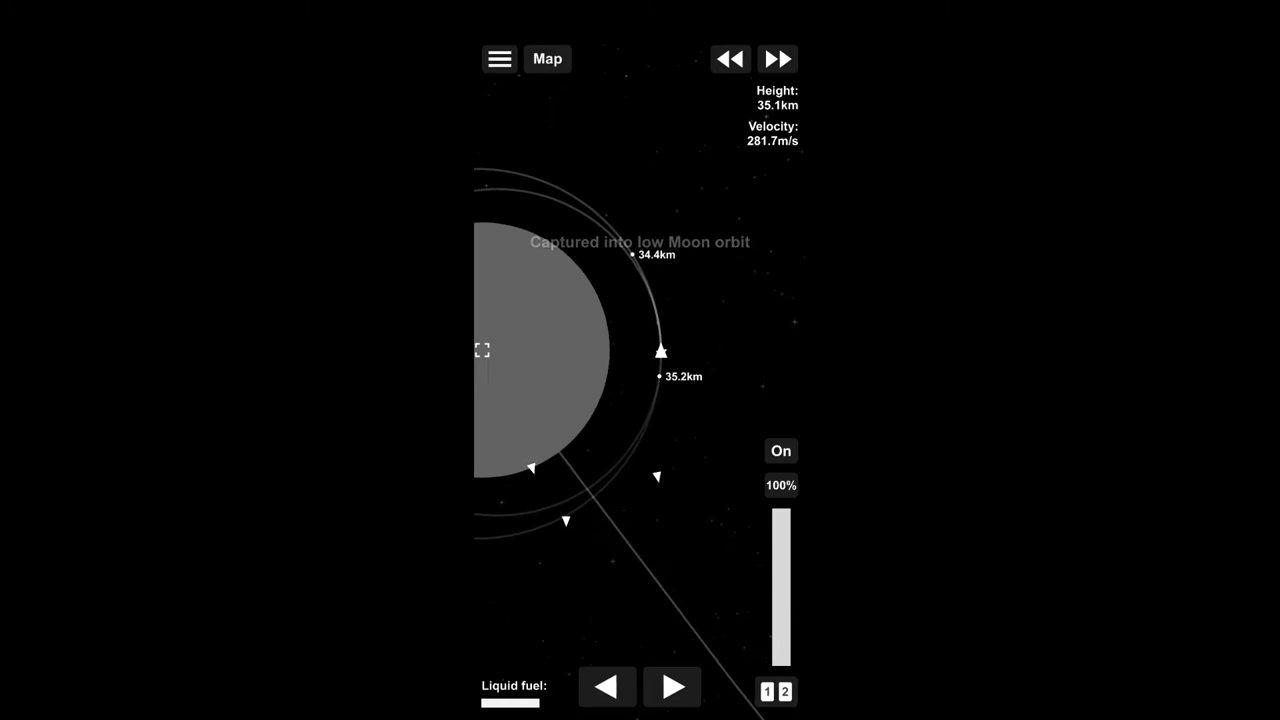 Map
Height:
35.1km
Velocity:
281.7m/s
Captured into low Moon orbit
34.4km
35.2km
On
100%
Liquid fuel:
1 2